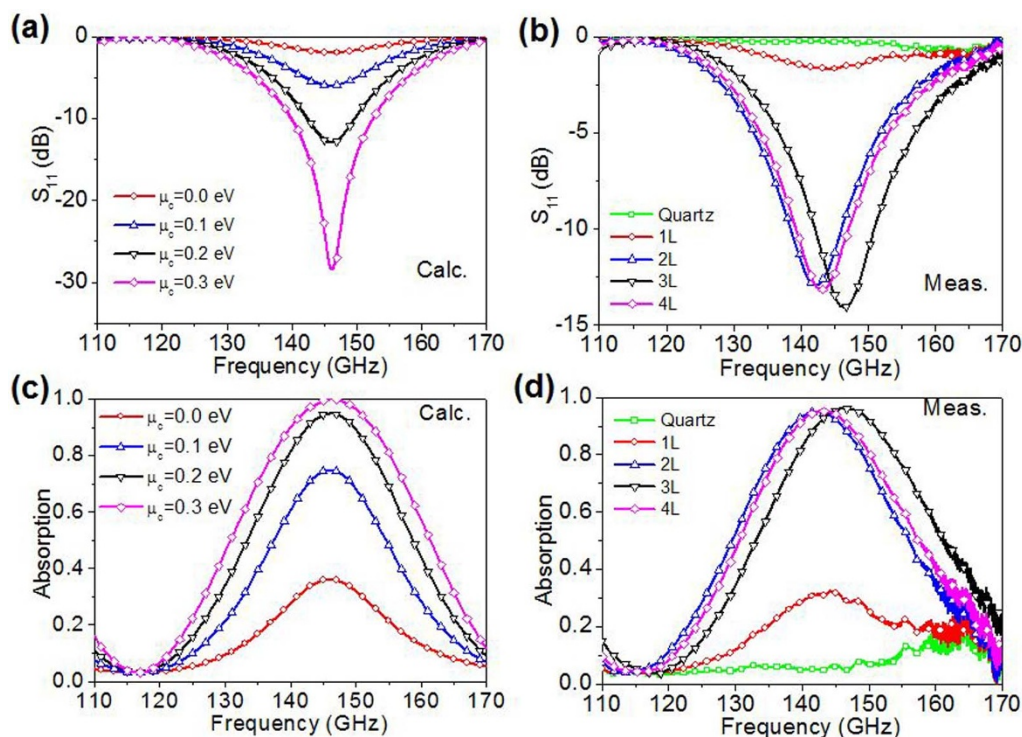 (a)
0
-10
-20
-30
S11 (dB)
μc=0.0 eV
μc=0.1 eV
μc=0.2 eV
μc=0.3 eV
Calc.
110 120 130 140 150 160 170
Frequency (GHz)
(b)
0
-5
-10
-15
S11 (dB)
Quartz
1L
2L
3L
4L
Meas.
110 120 130 140 150 160 170
Frequency (GHz)
(c)
1.0
0.8
0.6
0.4
0.2
0.0
Absorption
μc=0.0 eV
μc=0.1 eV
μc=0.2 eV
μc=0.3 eV
Calc.
110 120 130 140 150 160 170
Frequency (GHz)
(d)
1.0
0.8
0.6
0.4
0.2
0.0
Absorption
Quartz
1L
2L
3L
4L
Meas.
110 120 130 140 150 160 170
Frequency (GHz)